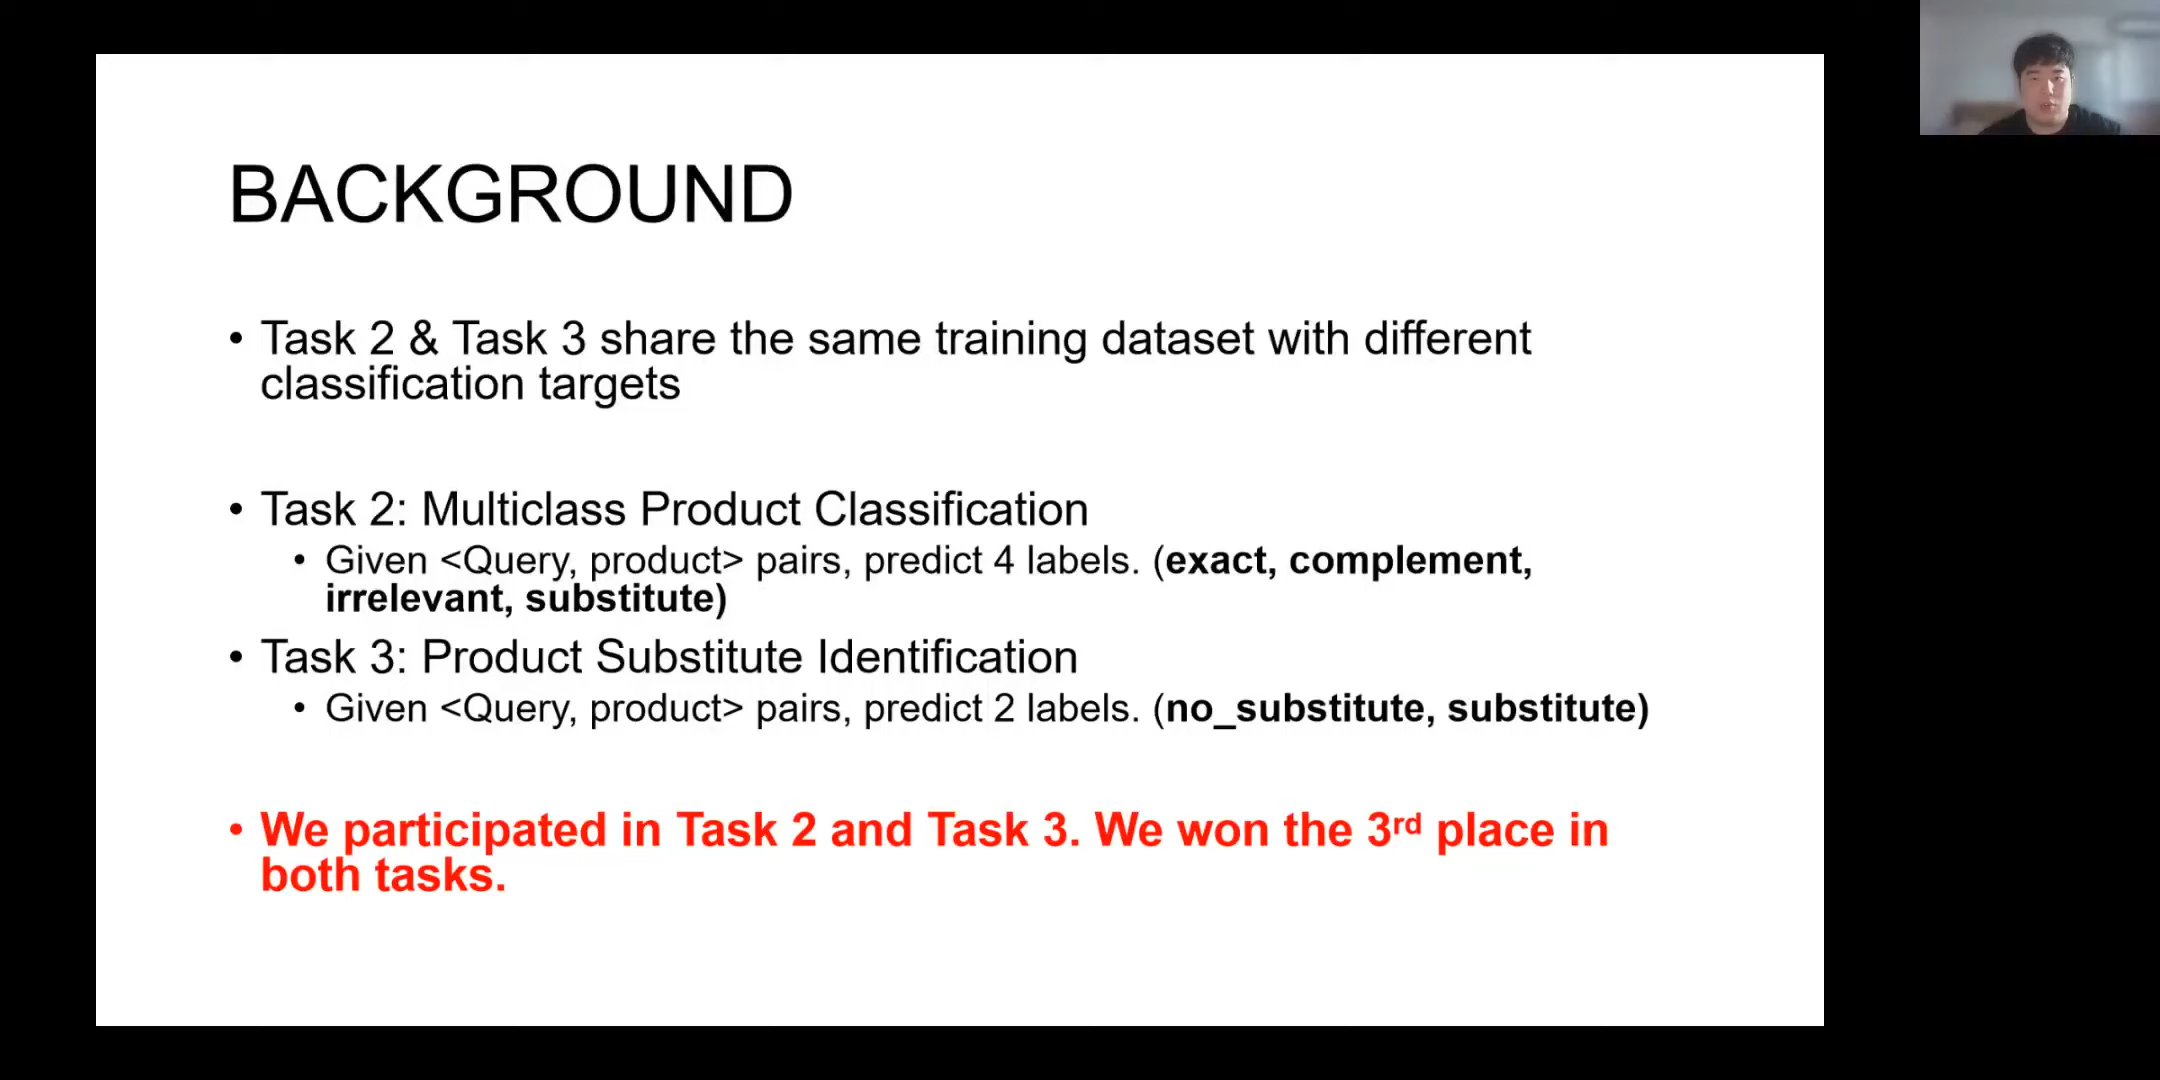 BACKGROUND
• Task 2 & Task 3 share the same training dataset with different
classification targets
• Task 2: Multiclass Product Classification
• Given <Query, product> pairs, predict 4 labels. (exact, complement,
irrelevant, substitute)
• Task 3: Product Substitute Identification
• Given <Query, product> pairs, predict 2 labels. (no_substitute, substitute)
• We participated in Task 2 and Task 3. We won the 3rd place in
both tasks.